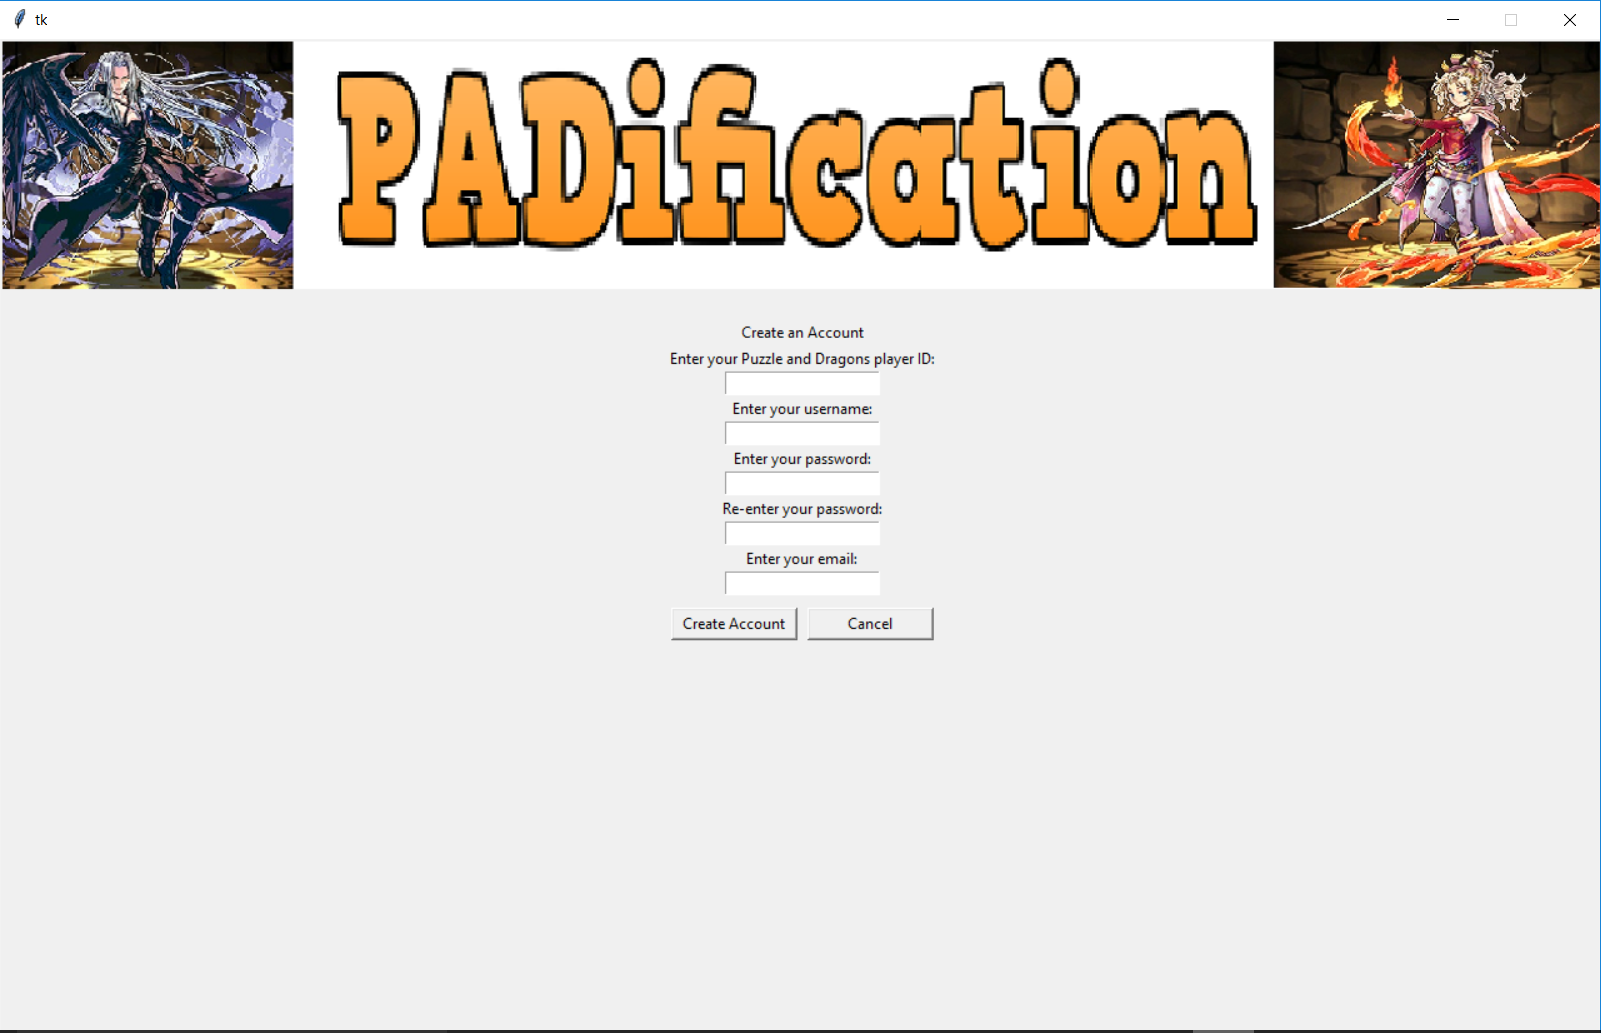 tk
PADification
Create an Account
Enter your Puzzle and Dragons player ID:
Enter your username:
Enter your password:
Re-enter your password:
Enter your email:
Create Account Cancel